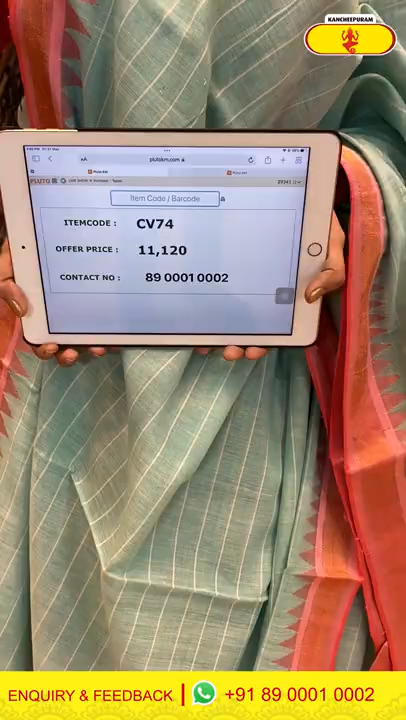 KANCHEEPURAM
plutokm.com
PLUTO
Item Code / Barcode
ITEMCODE : CV74
OFFER PRICE : 11,120
CONTACT NO : 89 0001 0002
ENQUIRY & FEEDBACK | +91 89 0001 0002